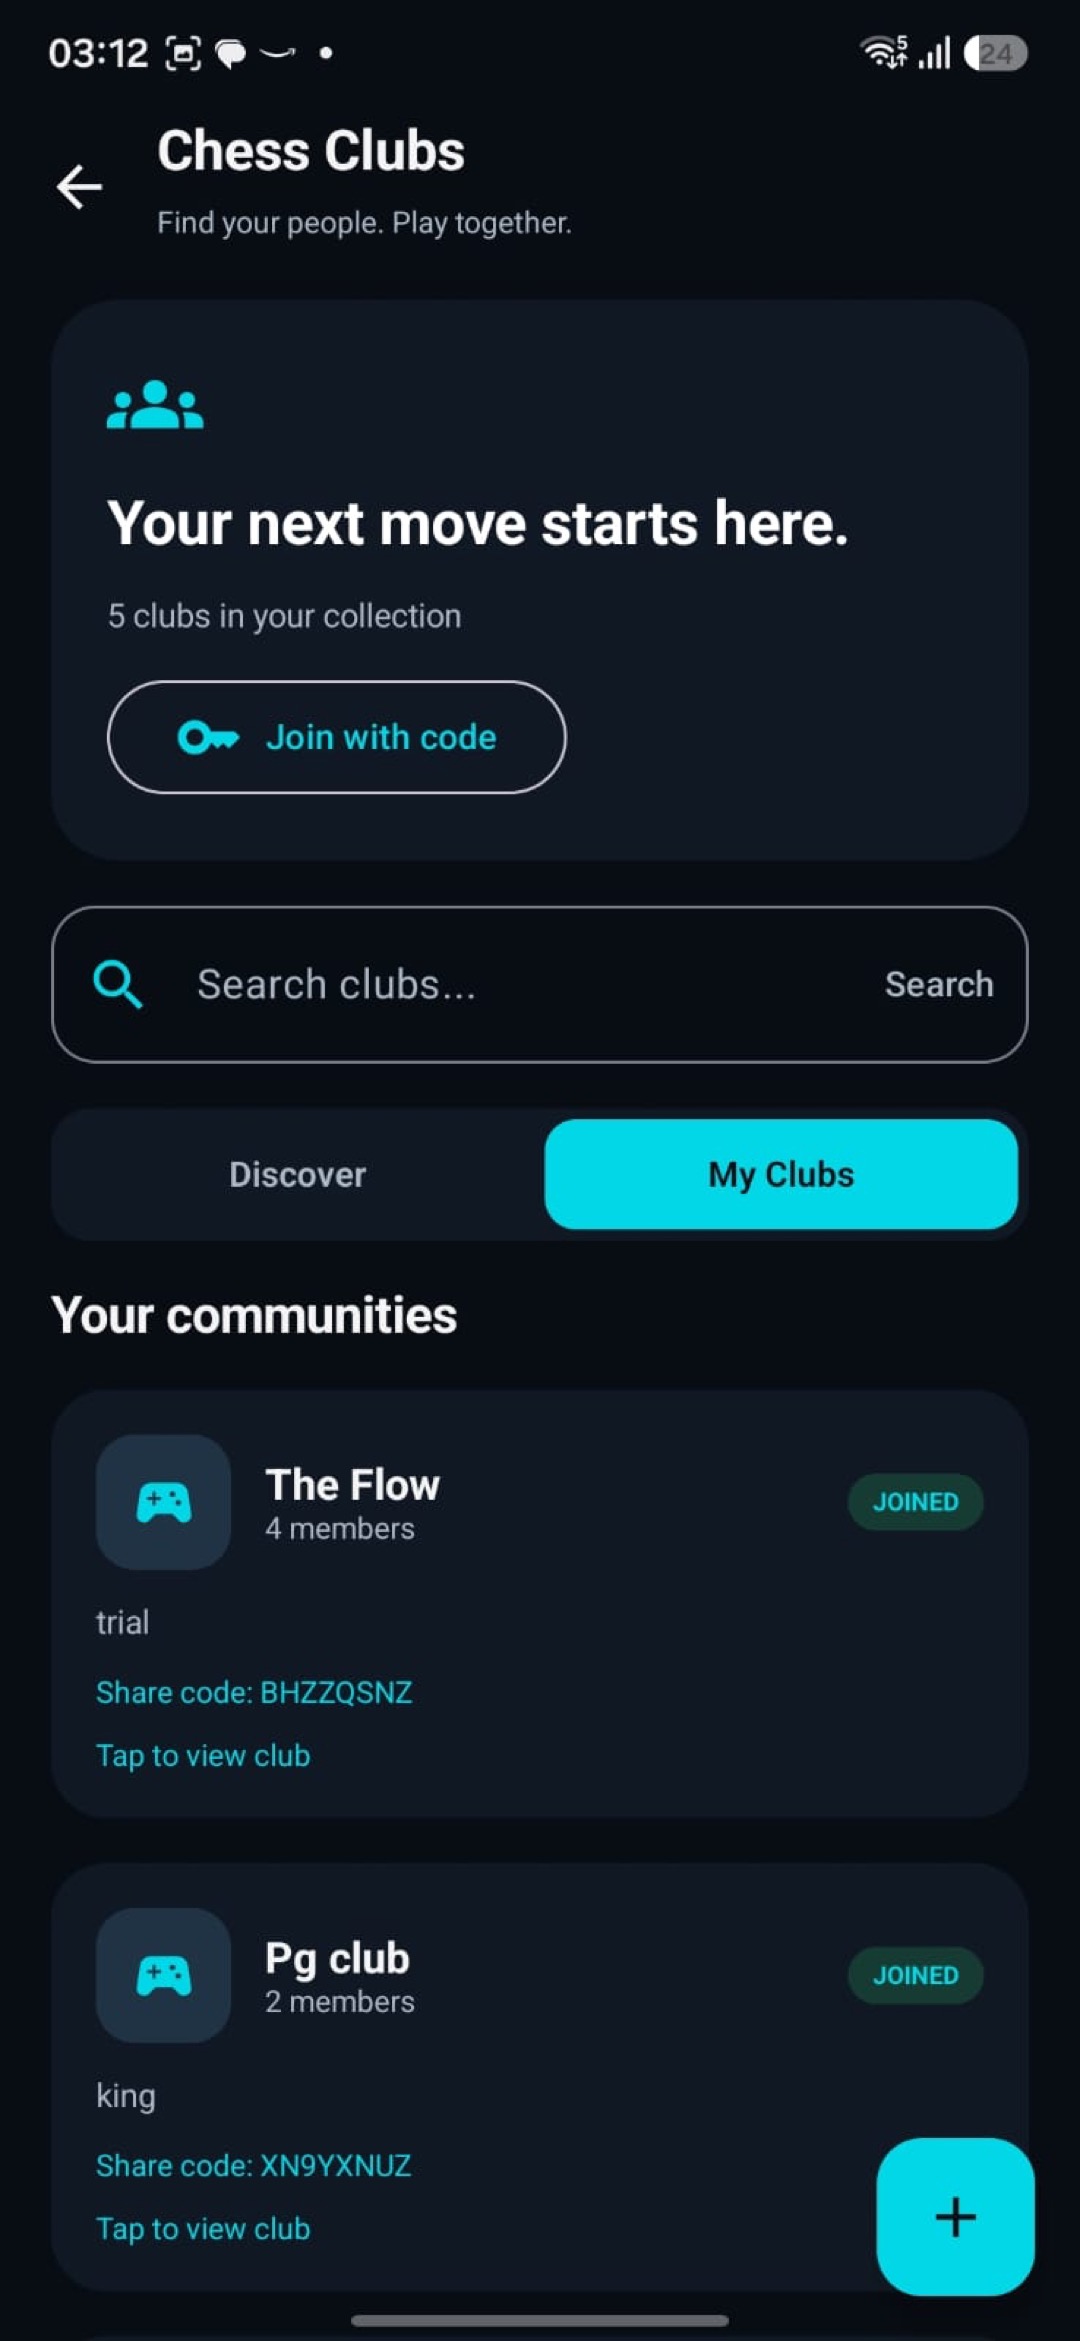 03:12
5
24
Chess Clubs
Find your people. Play together.
Your next move starts here.
5 clubs in your collection
Join with code
Search clubs... Search
Discover My Clubs
Your communities
The Flow
4 members
JOINED
trial
Share code: BHZZQSNZ
Tap to view club
Pg club
2 members
JOINED
king
Share code: XN9YXNUZ
Tap to view club
+